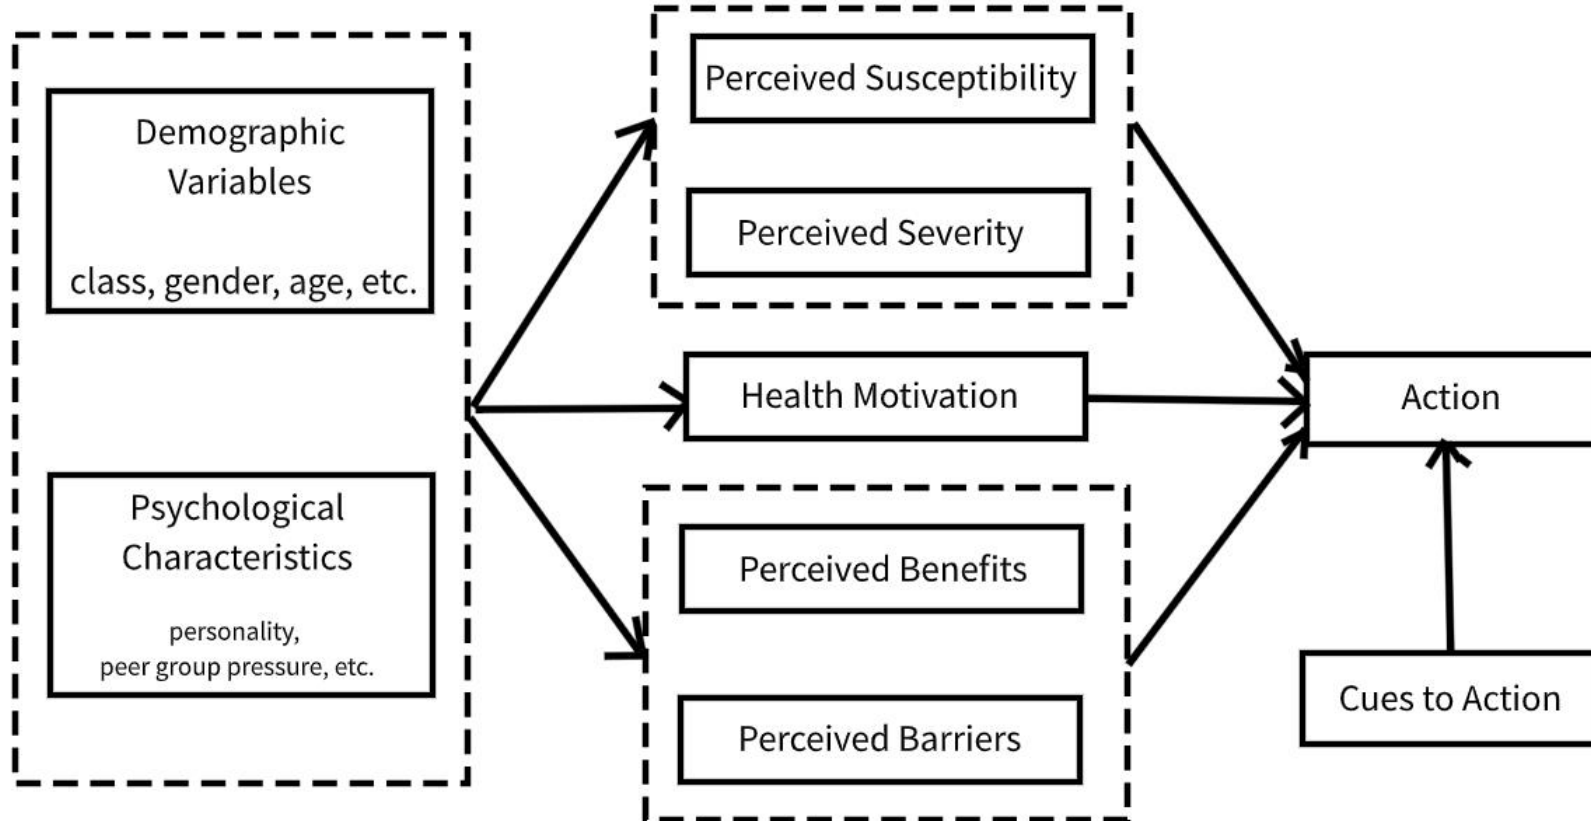 Demographic
Variables
class, gender, age, etc.
Psychological
Characteristics
personality,
peer group pressure, etc.
Perceived Susceptibility
Perceived Severity
Health Motivation
Perceived Benefits
Perceived Barriers
Action
Cues to Action